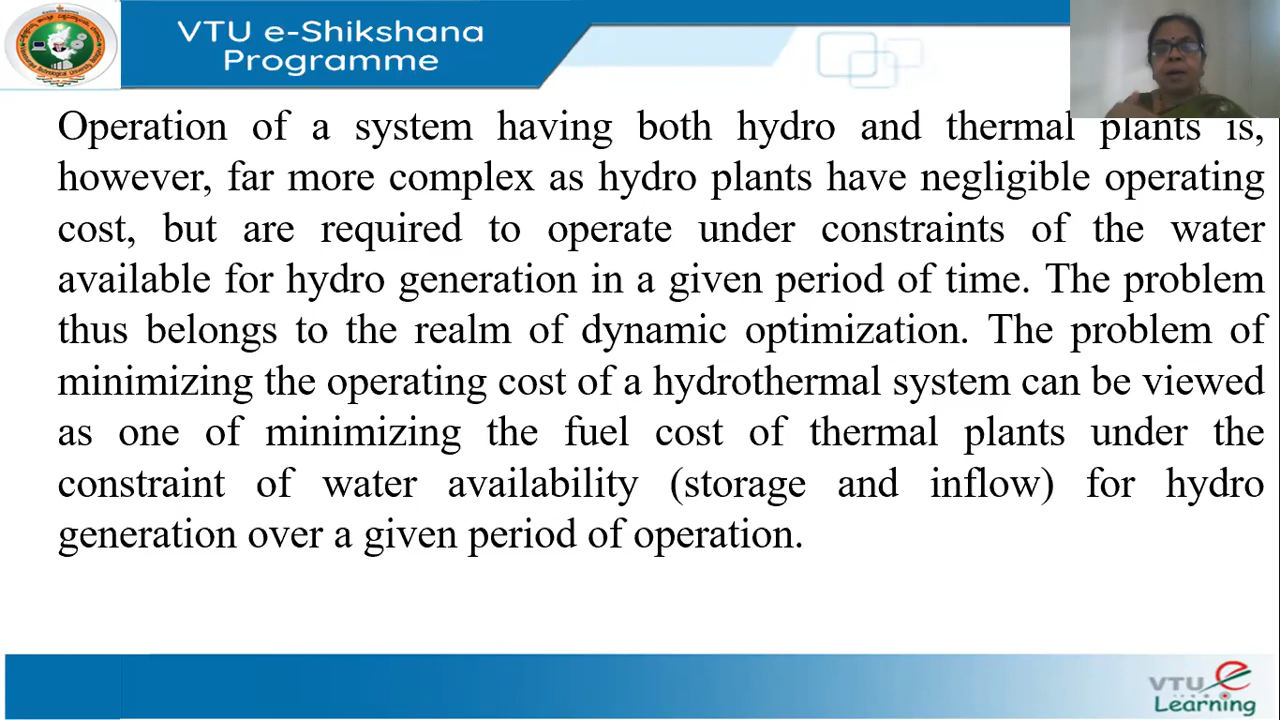 VTU e-Shikshana
Programme
Operation of a system having both hydro and thermal plants is,
however, far more complex as hydro plants have negligible operating
cost, but are required to operate under constraints of the water
available for hydro generation in a given period of time. The problem
thus belongs to the realm of dynamic optimization. The problem of
minimizing the operating cost of a hydrothermal system can be viewed
as one of minimizing the fuel cost of thermal plants under the
constraint of water availability (storage and inflow) for hydro
generation over a given period of operation.
VTU e
Learning